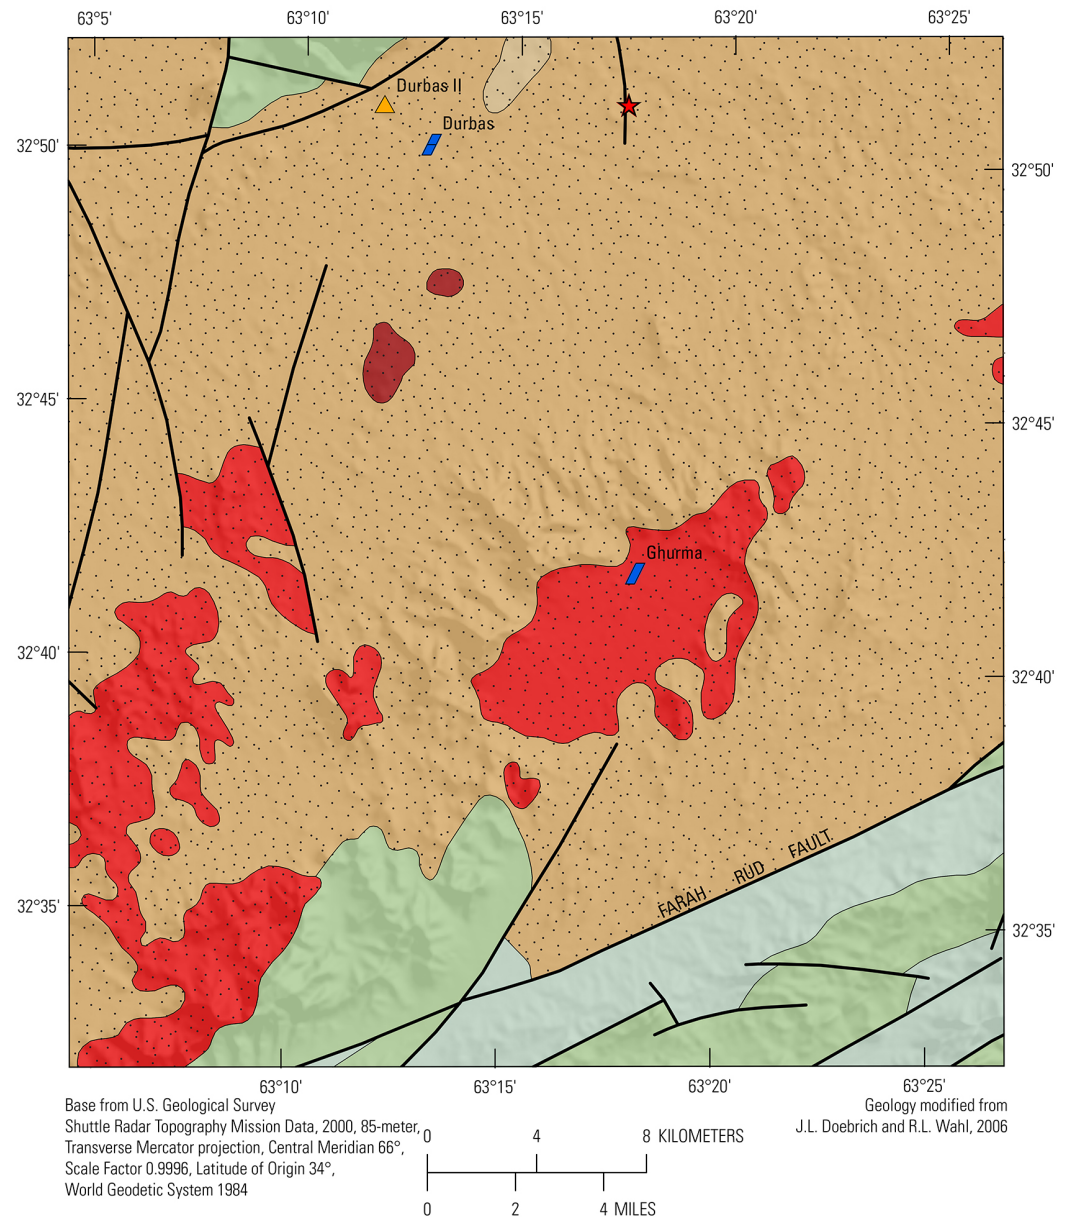 63°5' 63°10' 63°15' 63°20' 63°25'
Durbas II
Durbas
32°50' 32°50'
32°45' 32°45'
Ghurma
32°40' 32°40'
FARAH RUD FAULT
32°35' 32°35'
63°10' 63°15' 63°20' 63°25'
Base from U.S. Geological Survey
Shuttle Radar Topography Mission Data, 2000, 85-meter,
Transverse Mercator projection, Central Meridian 66°,
Scale Factor 0.9996, Latitude of Origin 34°,
World Geodetic System 1984
0 4 8 KILOMETERS
0 2 4 MILES
Geology modified from
J.L. Doebrich and R.L. Wahl, 2006